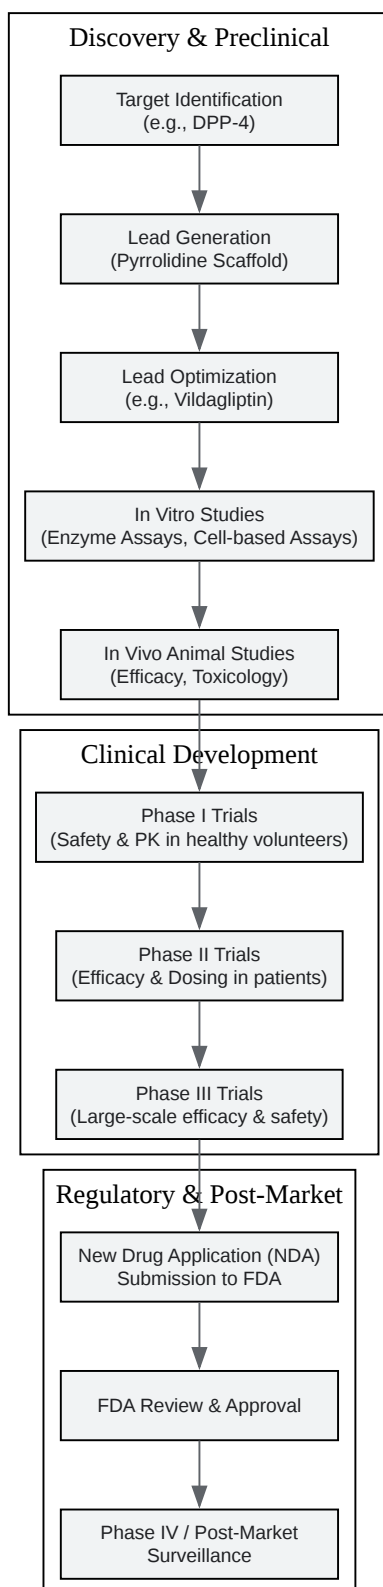 Discovery & Preclinical
Target Identification
(e.g., DPP-4)
Lead Generation
(Pyrrolidine Scaffold)
Lead Optimization
(e.g., Vildagliptin)
In Vitro Studies
(Enzyme Assays, Cell-based Assays)
In Vivo Animal Studies
(Efficacy, Toxicology)
Clinical Development
Phase I Trials
(Safety & PK in healthy volunteers)
Phase II Trials
(Efficacy & Dosing in patients)
Phase III Trials
(Large-scale efficacy & safety)
Regulatory & Post-Market
New Drug Application (NDA)
Submission to FDA
FDA Review & Approval
Phase IV / Post-Market
Surveillance